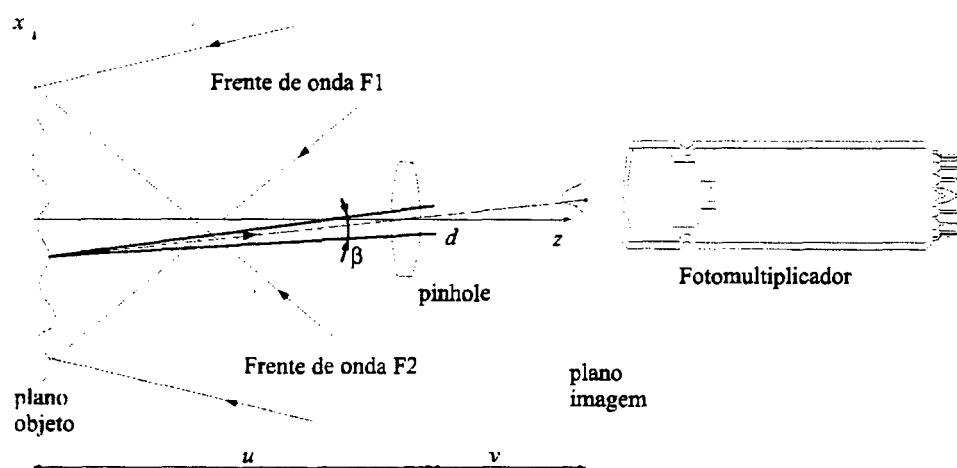 x
Frente de onda F1
β
d
z
pinhole
Fotomultiplicador
Frente de onda F2
plano
objeto
plano
imagem
u
v